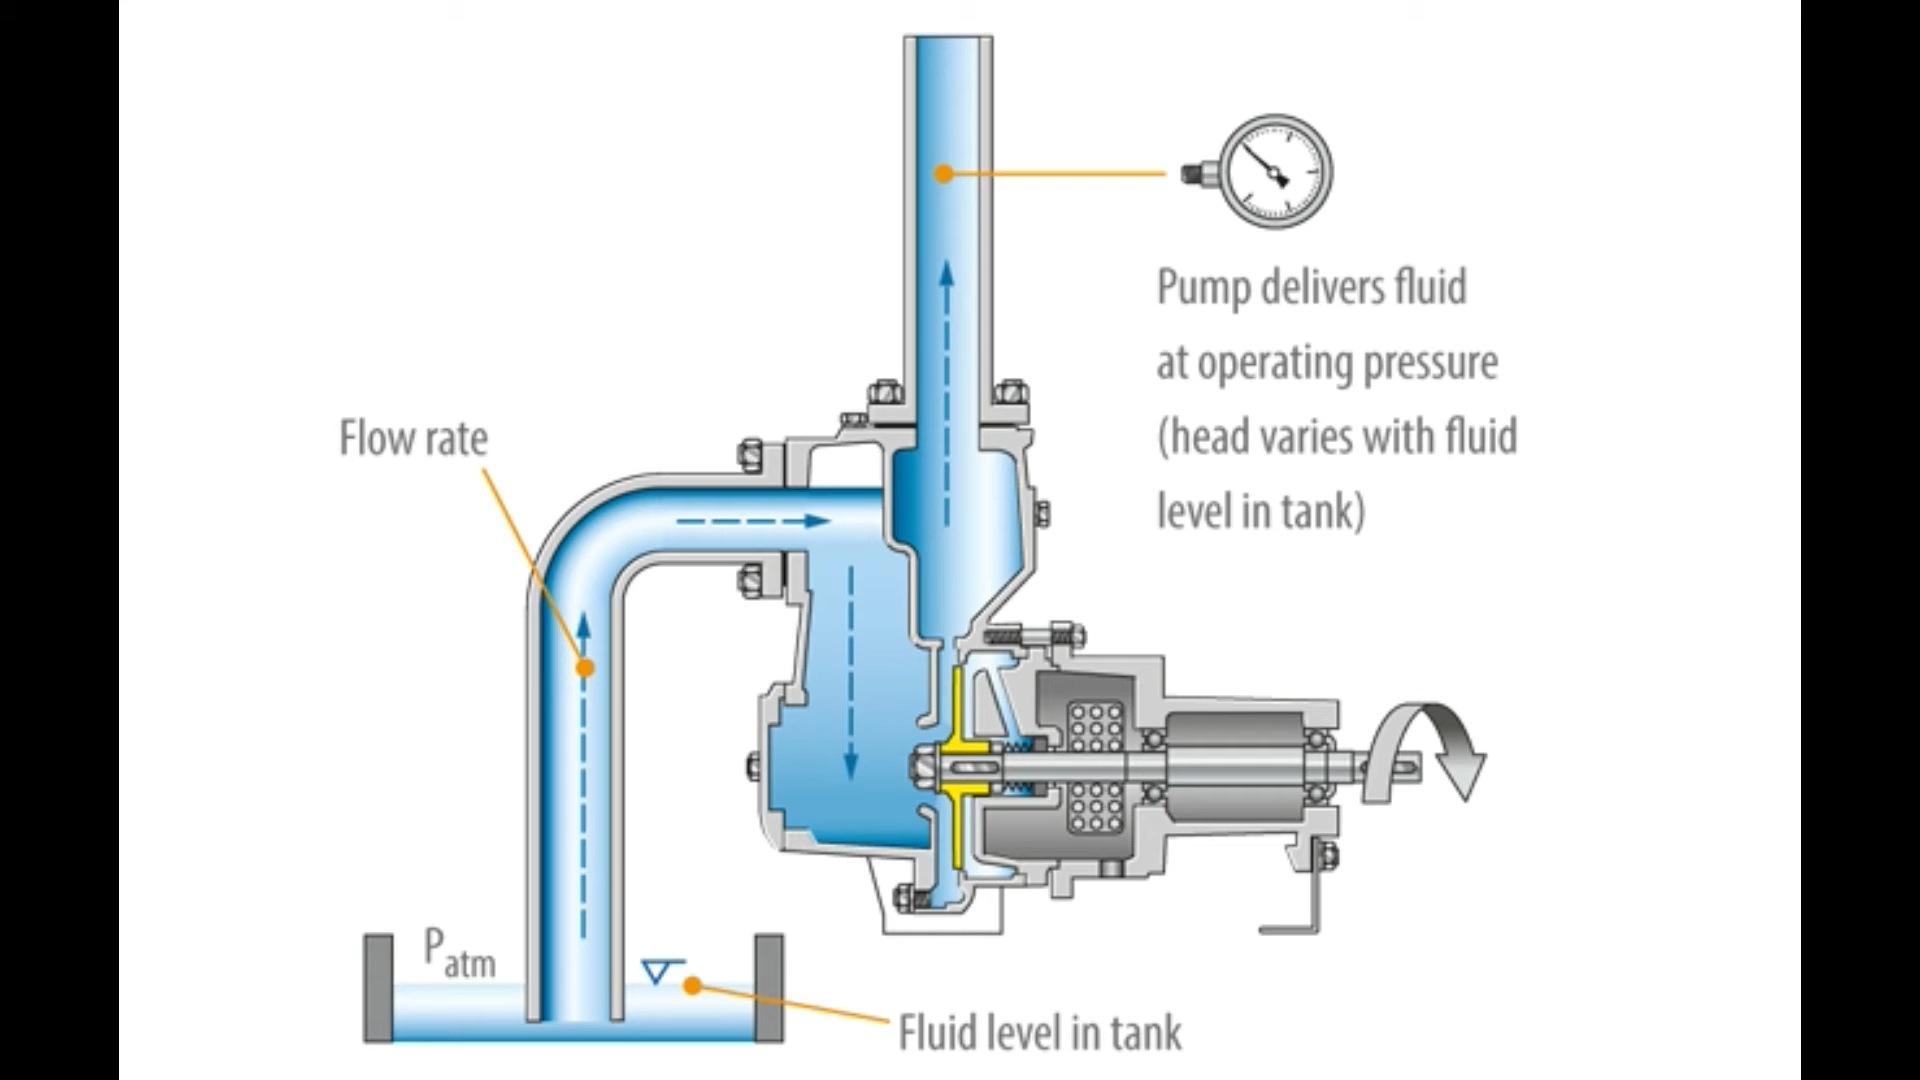 Pump delivers fluid
at operating pressure
(head varies with fluid
level in tank)
Flow rate
Patm
Fluid level in tank